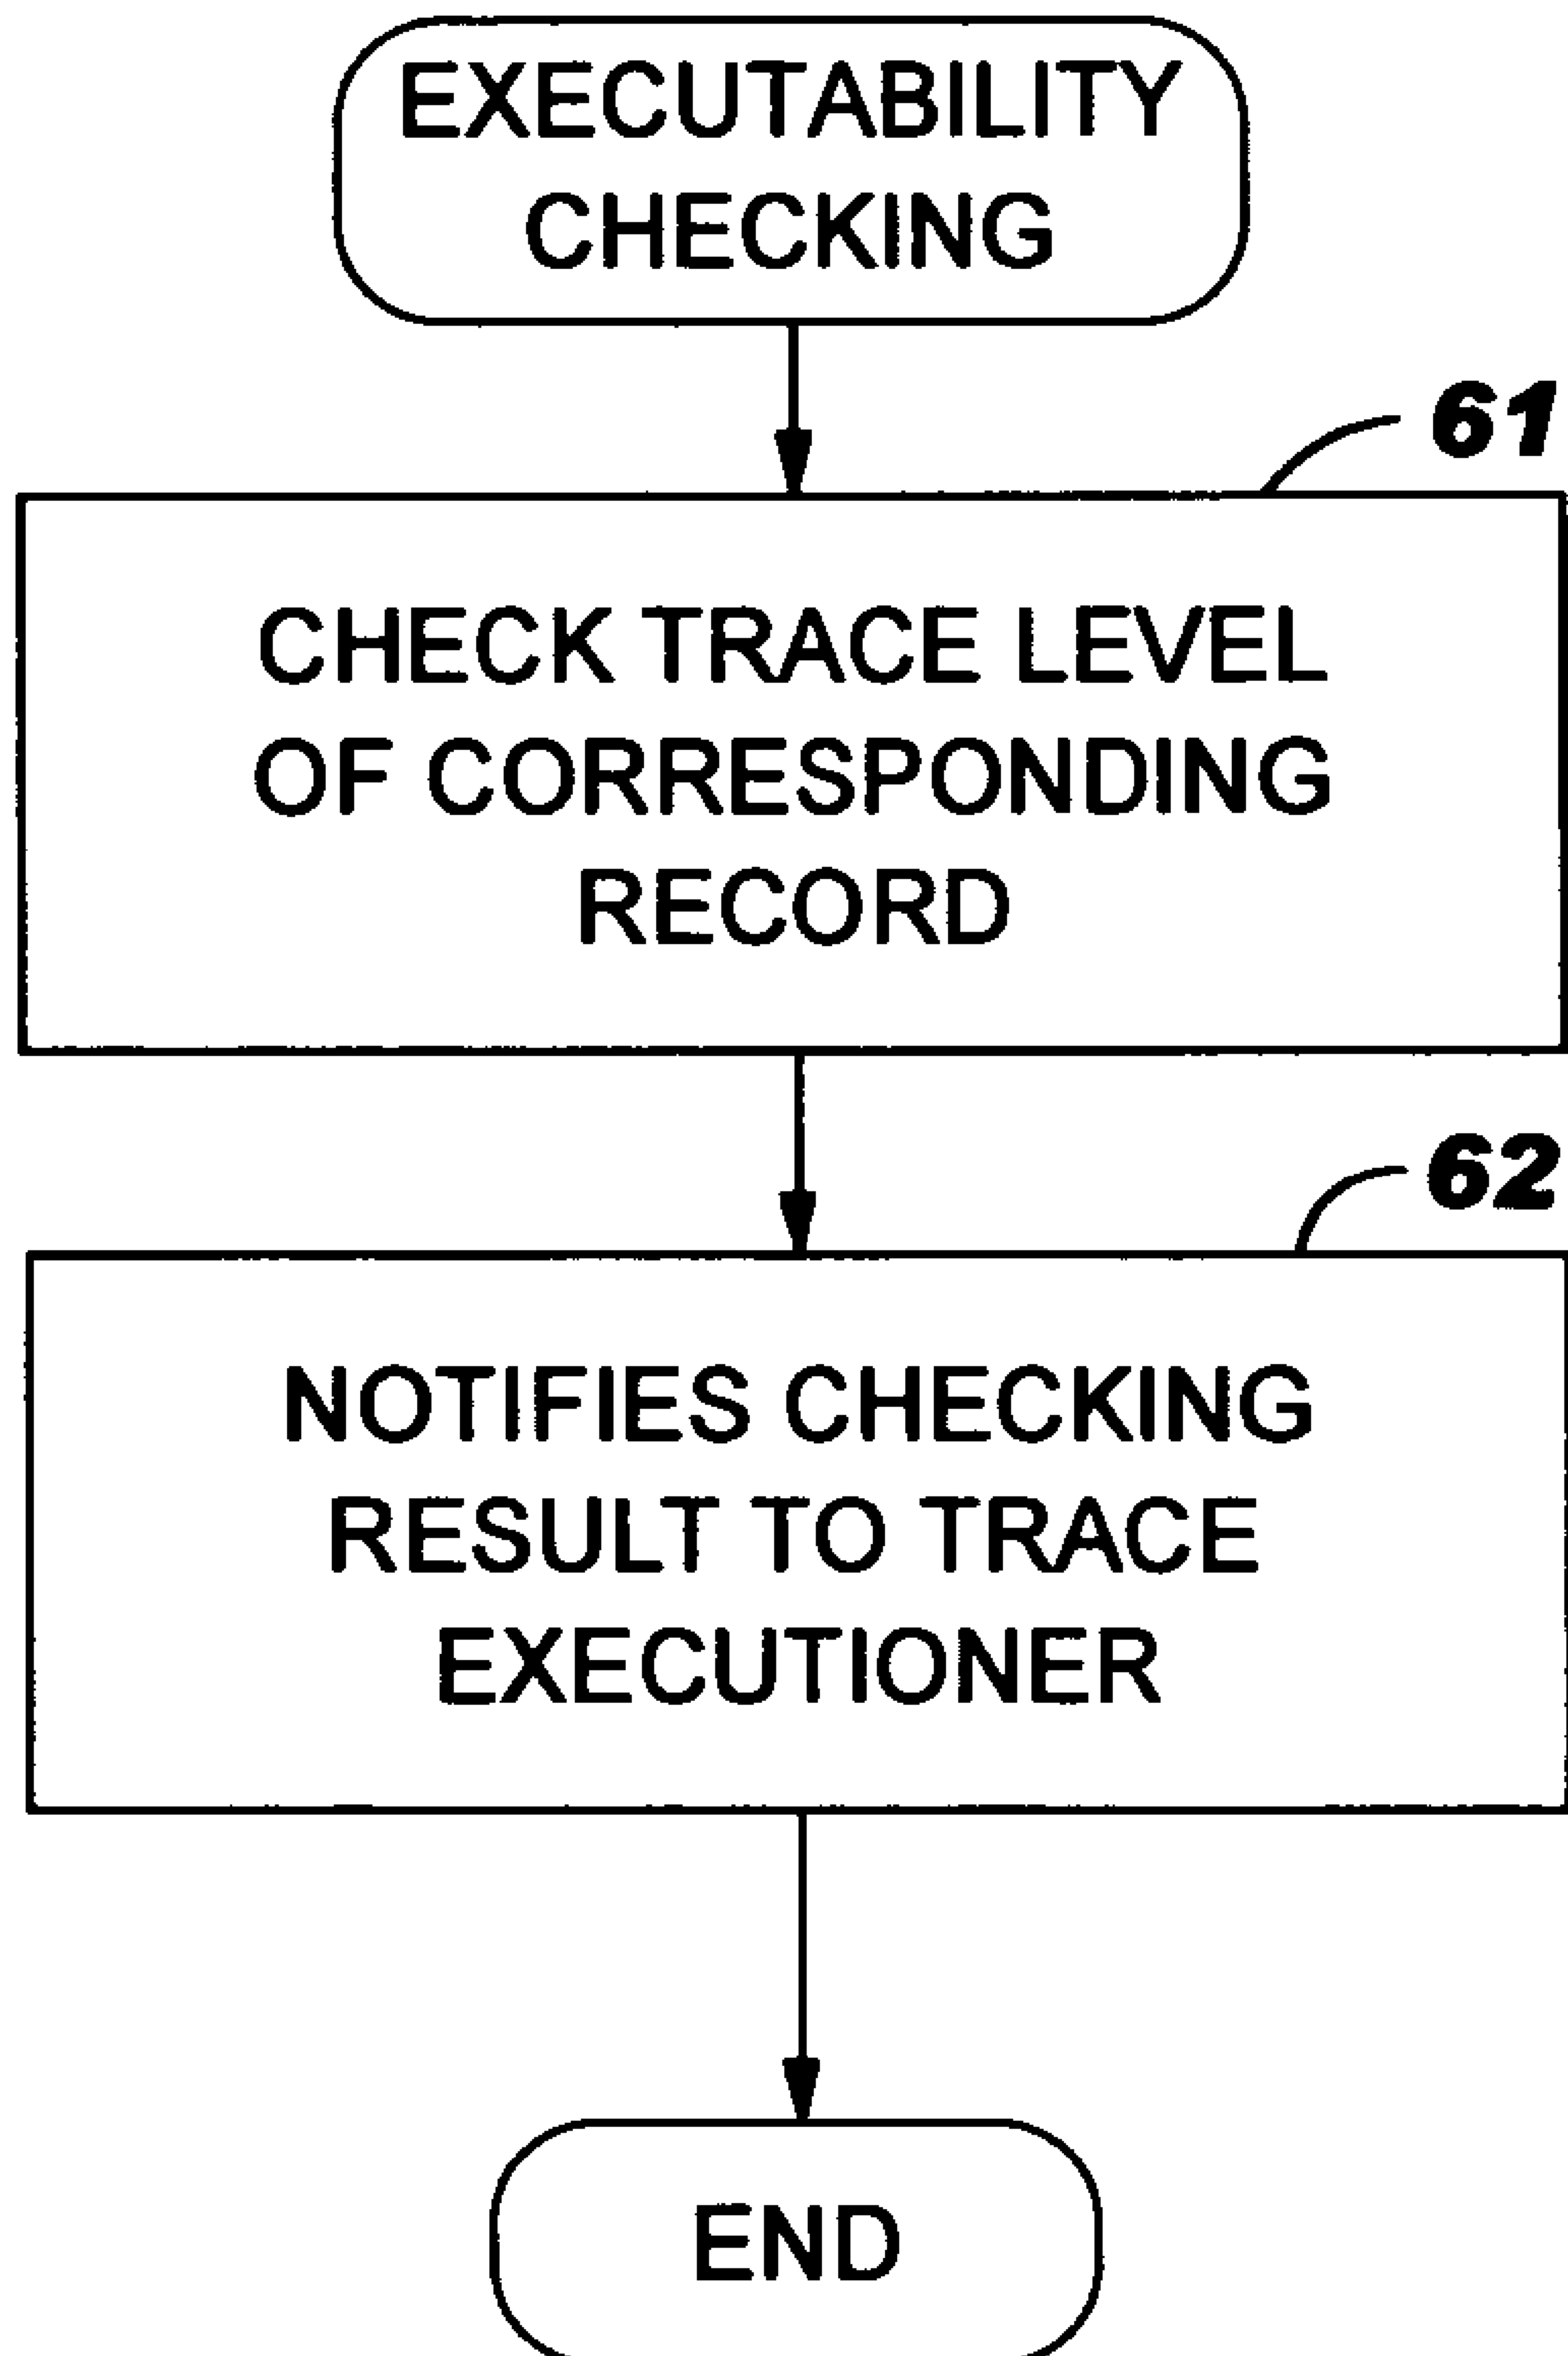 EXECUTABILITY
CHECKING
61
CHECK TRACE LEVEL
OF CORRESPONDING
RECORD
62
NOTIFIES CHECKING
RESULT TO TRACE
EXECUTIONER
END